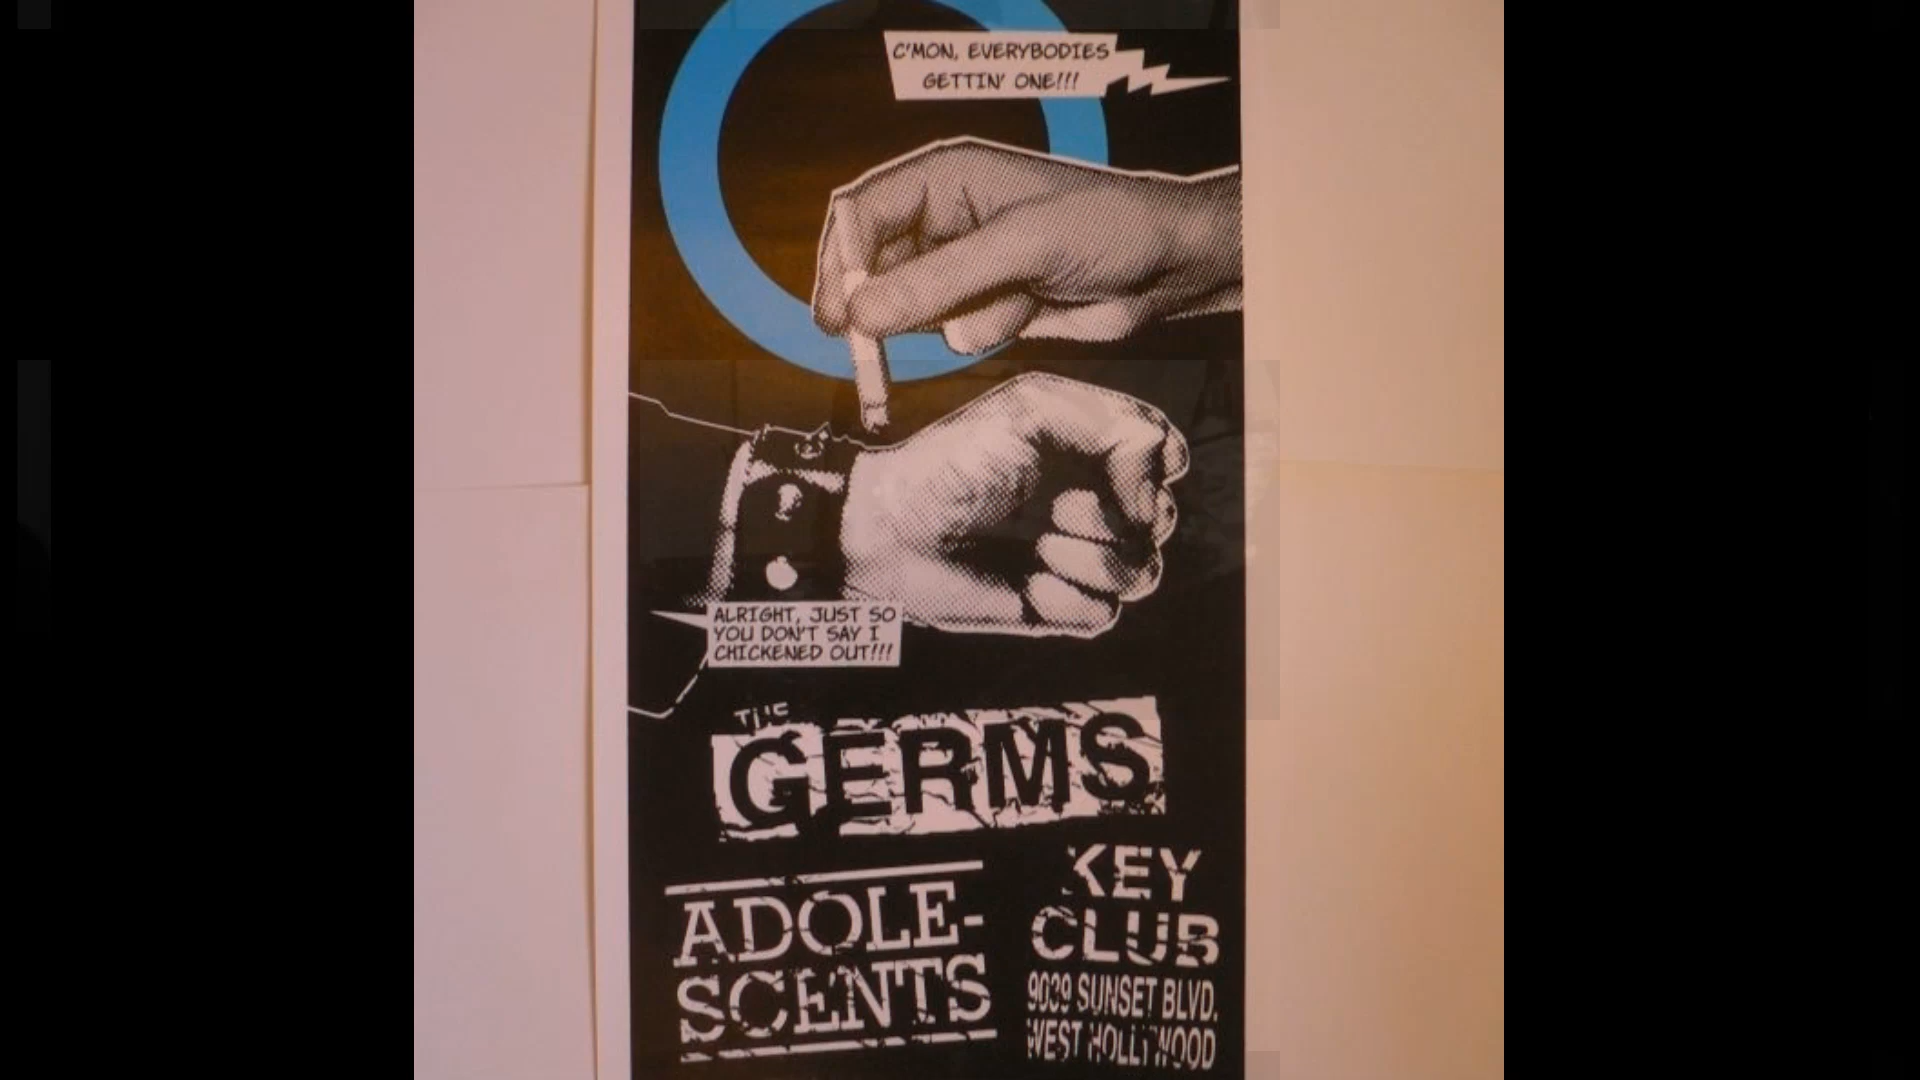 C'MON, EVERYBODIES
GETTIN' ONE!!!
ALRIGHT, JUST SO
YOU DON'T SAY I
CHICKENED OUT!!!
THE
GERMS
ADOLE-
SCENTS
KEY
CLUB
9039 SUNSET BLVD.
WEST HOLLYWOOD